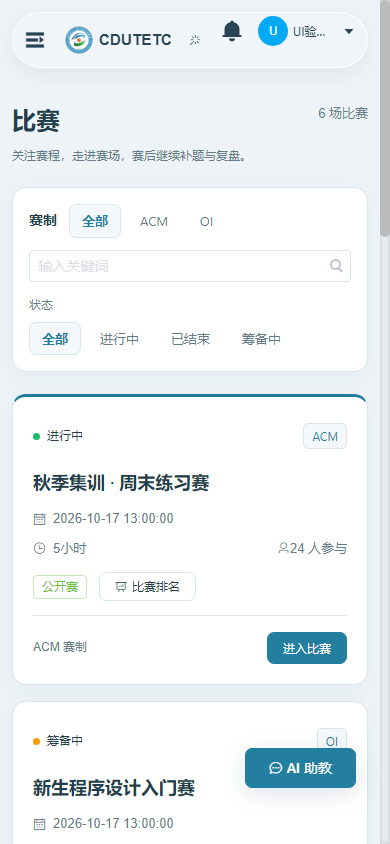 CDUTETC
U
UI验...
比赛
6 场比赛
关注赛程，走进赛场，赛后继续补题与复盘。
赛制
全部
ACM
OI
输入关键词
状态
全部
进行中
已结束
筹备中
进行中
ACM
秋季集训 · 周末练习赛
2026-10-17 13:00:00
5小时
24 人参与
公开赛
比赛排名
ACM 赛制
进入比赛
筹备中
OI
新生程序设计入门赛
AI 助教
2026-10-17 13:00:00